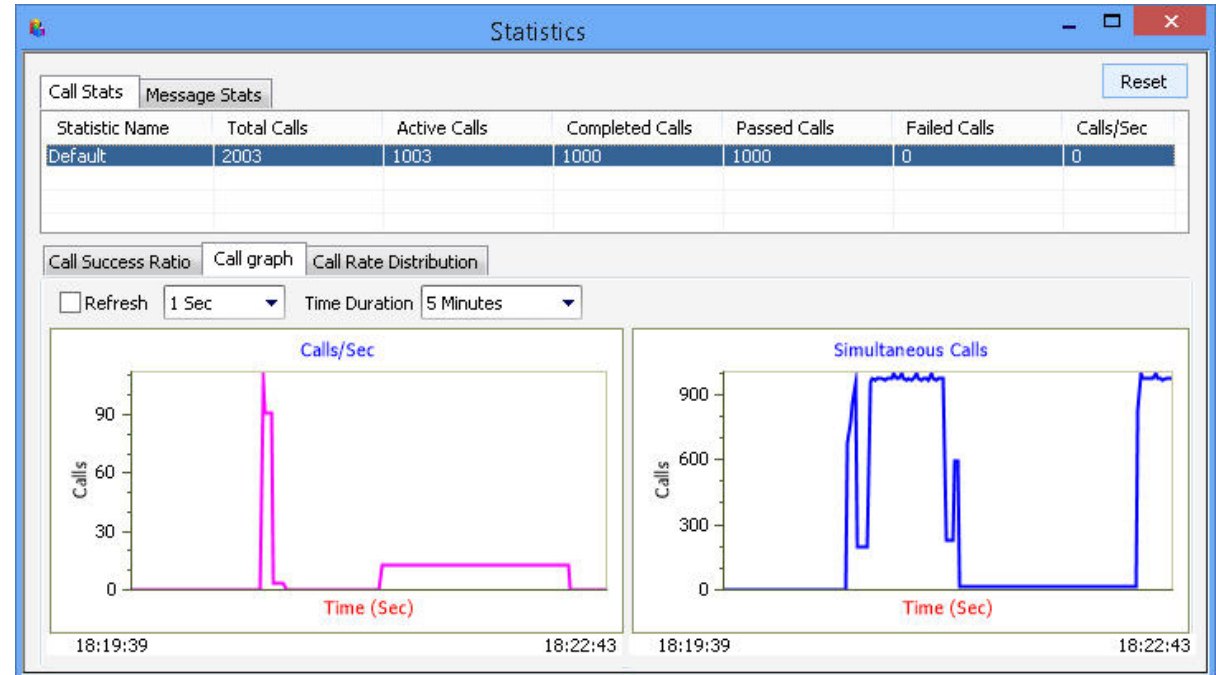 Statistics
Reset
Call Stats Message Stats
Statistic Name Total Calls Active Calls Completed Calls Passed Calls Failed Calls Calls/Sec
Default 2003 1003 1000 1000 0 0
Call Success Ratio Call graph Call Rate Distribution
Refresh 1 Sec Time Duration 5 Minutes
Calls/Sec
90
60
30
0
Calls
Time (Sec)
18:19:39 18:22:43
Simultaneous Calls
900
600
300
0
Calls
Time (Sec)
18:19:39 18:22:43